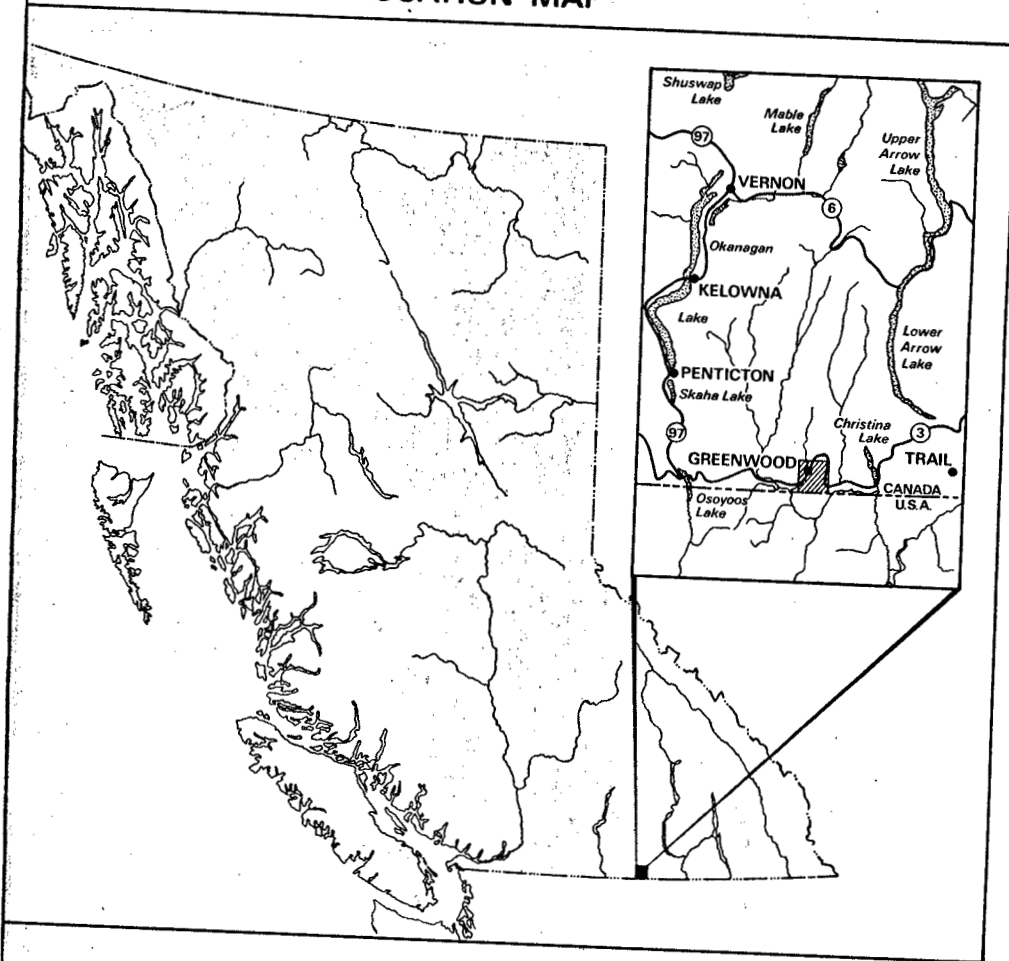 MAP
Shuswap
Lake
Mable
Lake
Upper
Arrow
Lake
97
VERNON
6
Okanagan
KELOWNA
Lake
Lower
Arrow
Lake
PENTICTON
Skaha Lake
Christina
Lake
97
3
GREENWOOD
TRAIL
CANADA
U.S.A.
Osoyoos
Lake